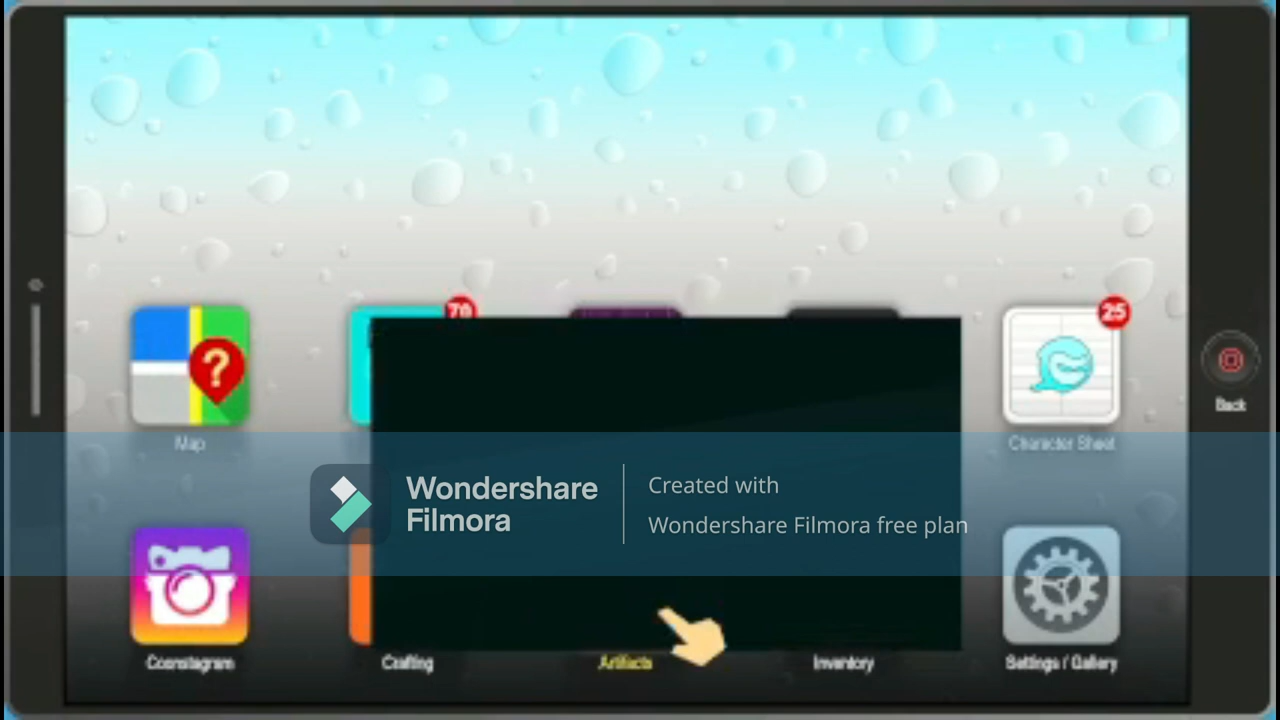 70
25
?
Back
Map
Character Sheet
Wondershare
Filmora
Created with
Wondershare Filmora free plan
Cosnstagram
Crafting
Artifacts
Inventory
Settings / Gallery